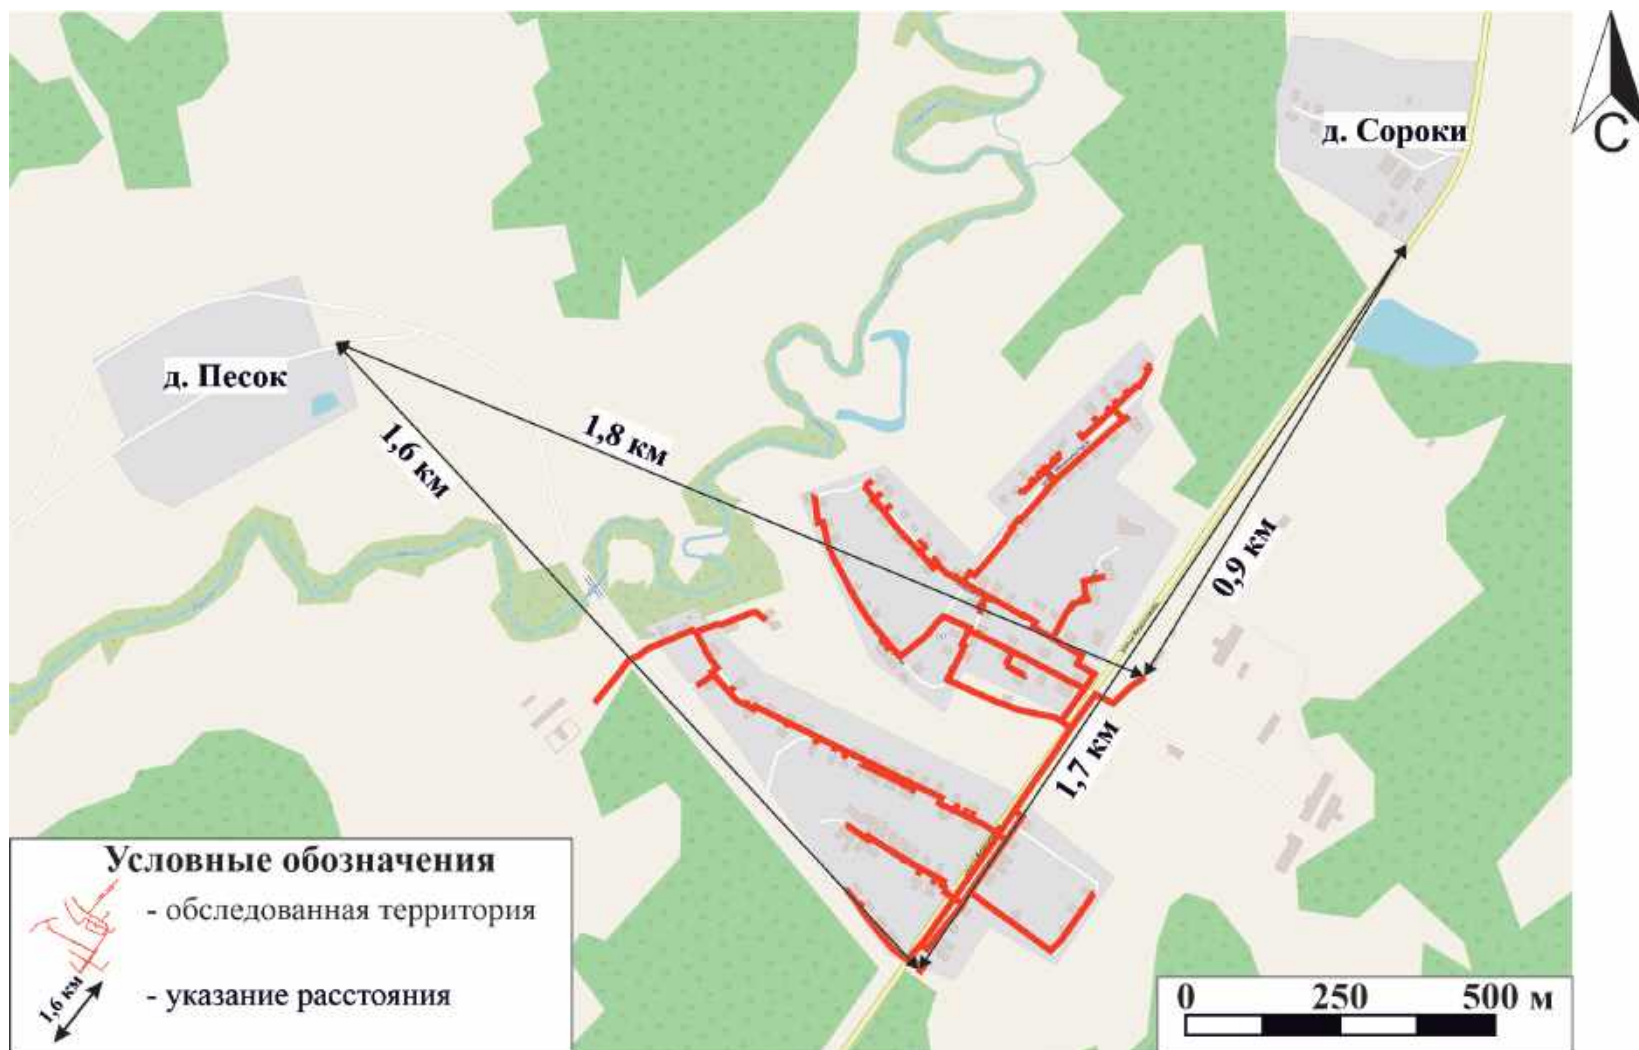 д. Сороки
С
д. Песок
1,8 км
1,6 км
0,9 км
1,7 км
Условные обозначения
- обследованная территория
1,6 км
- указание расстояния
0 250 500 м